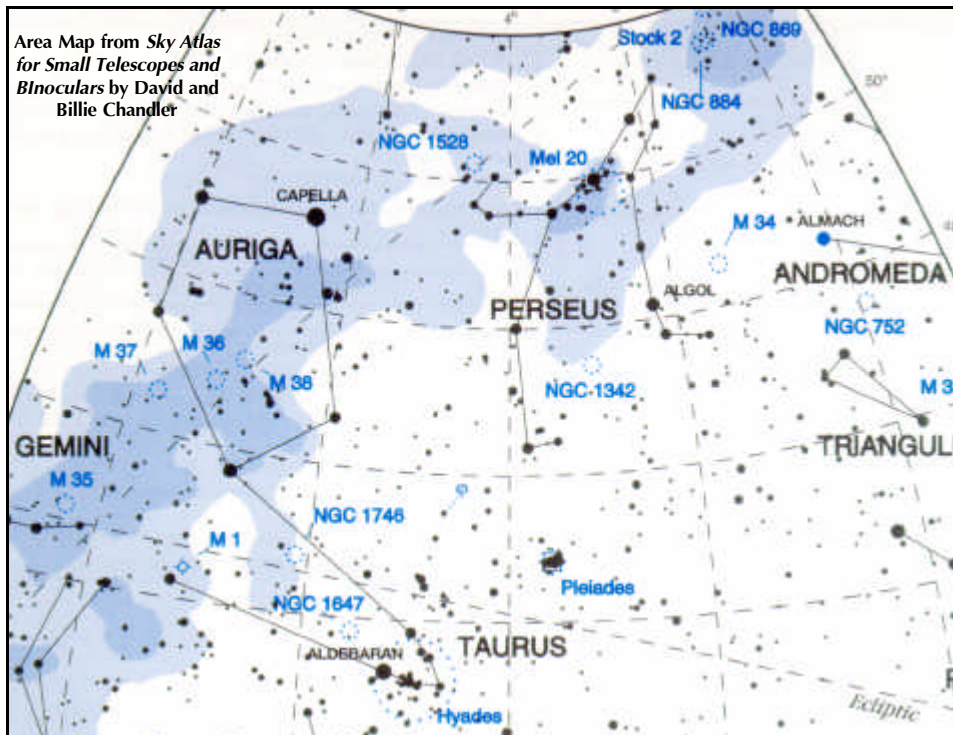 Area Map from Sky Atlas
for Small Telescopes and
BInoculars by David and
Billie Chandler
4h
Stock 2
NGC 869
50°
NGC 884
NGC 1528
Mel 20
CAPELLA
M 34
ALMACH
AURIGA
ANDROMEDA
ALGOL
PERSEUS
NGC 752
M 37
M 36
M 38
NGC-1342
M 3
GEMINI
TRIANGUL
M 35
NGC 1746
M 1
Pleiades
NGC 1647
TAURUS
ALDEBARAN
Ecliptic
Hyades